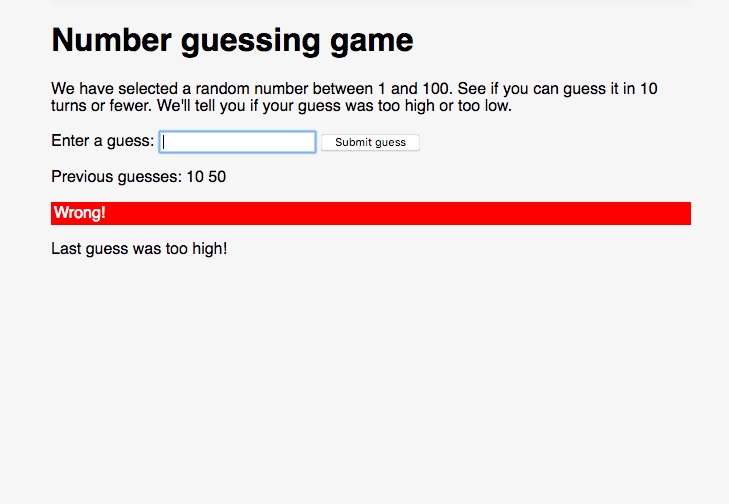 Number guessing game
We have selected a random number between 1 and 100. See if you can guess it in 10
turns or fewer. We'll tell you if your guess was too high or too low.
Enter a guess: Submit guess
Previous guesses: 10 50
Wrong!
Last guess was too high!